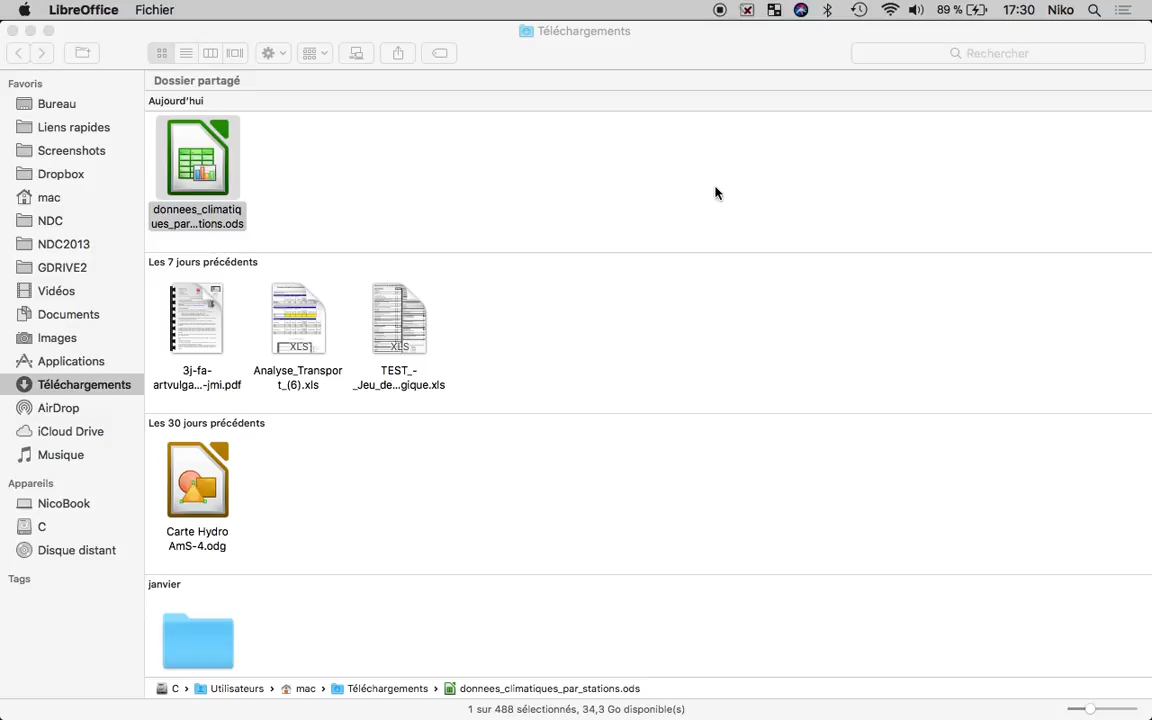 LibreOffice Fichier 89 % 17:30 Niko
Téléchargements
Rechercher
Favoris
Bureau
Liens rapides
Screenshots
Dropbox
mac
NDC
NDC2013
GDRIVE2
Vidéos
Documents
Images
Applications
Téléchargements
AirDrop
iCloud Drive
Musique
Appareils
NicoBook
C
Disque distant
Tags
Dossier partagé
Aujourd'hui
donnees_climatiq
ues_par...tions.ods
Les 7 jours précédents
3j-fa-
artvulga...-jmi.pdf
XLS
Analyse_Transpor
t_(6).xls
XLS
TEST_-
_Jeu_de...gique.xls
Les 30 jours précédents
Carte Hydro
AmS-4.odg
janvier
C › Utilisateurs › mac › Téléchargements › donnees_climatiques_par_stations.ods
1 sur 488 sélectionnés, 34,3 Go disponible(s)